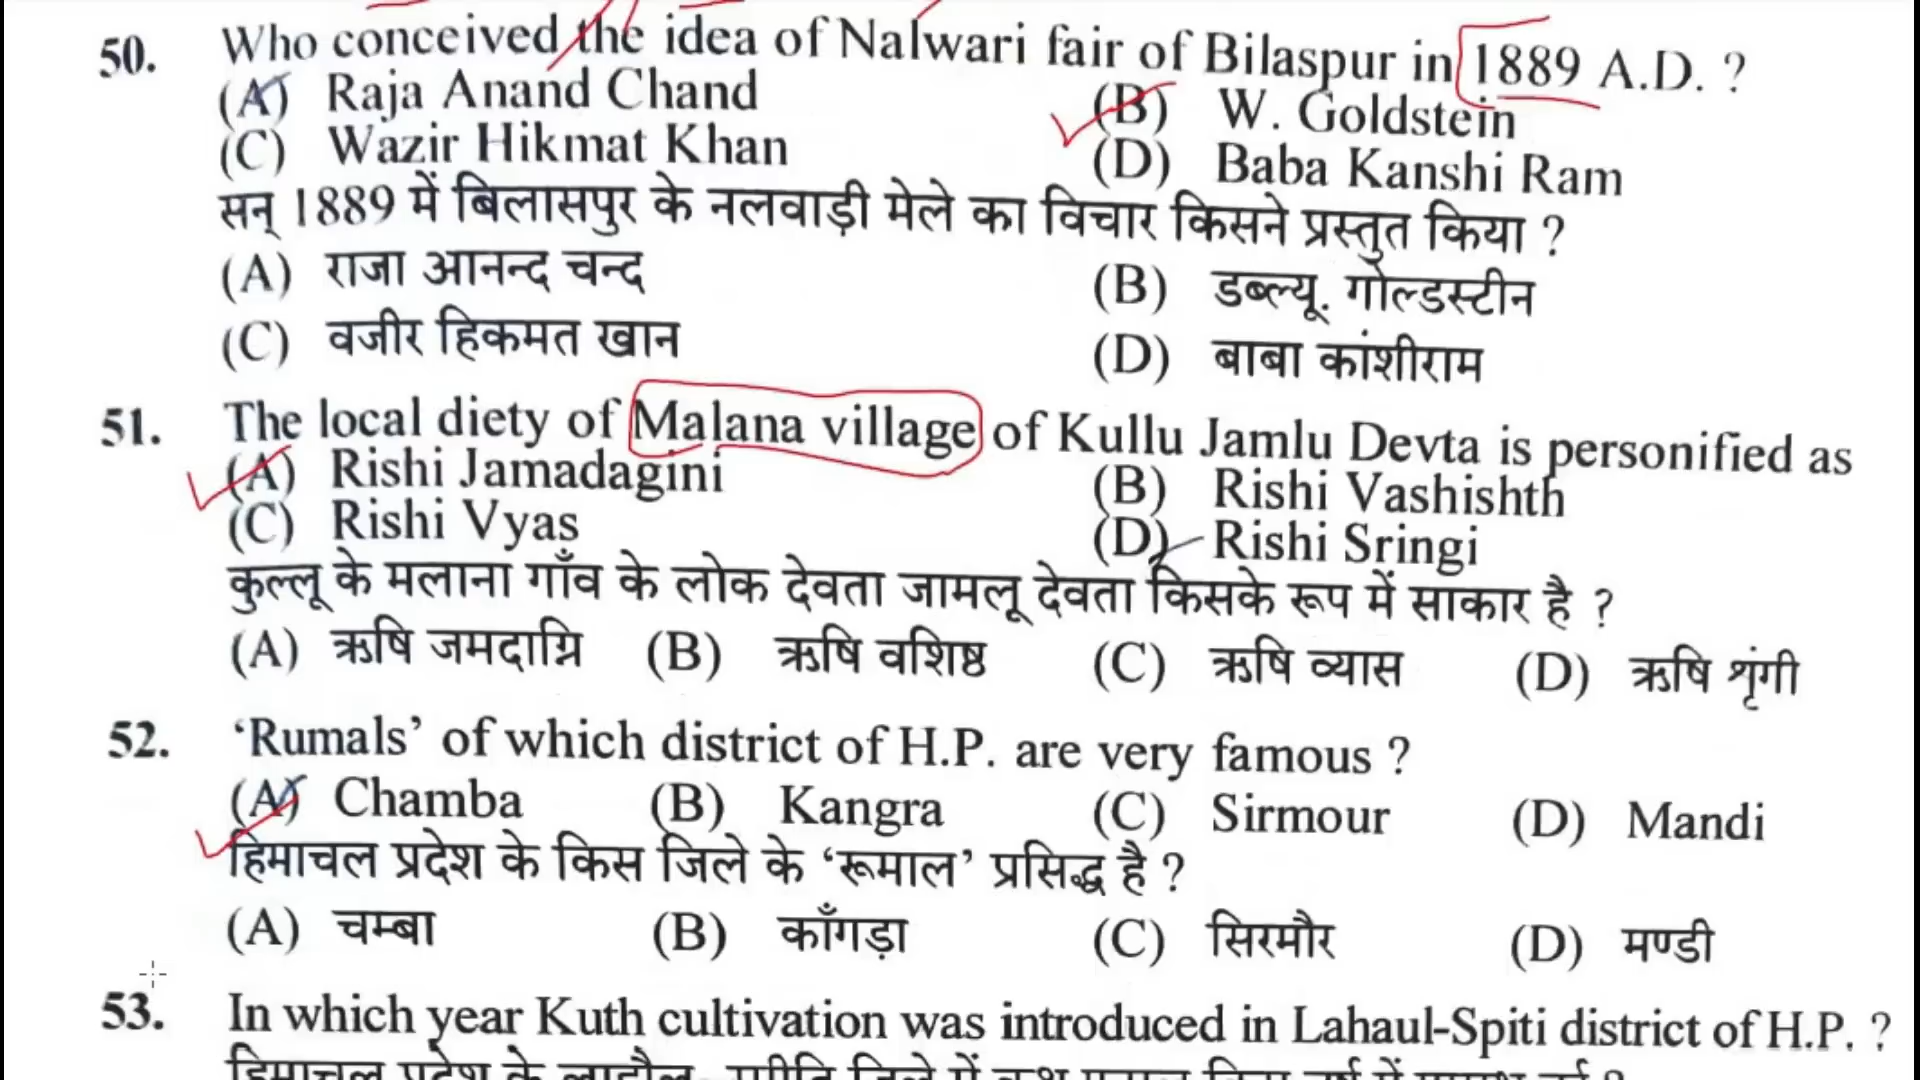 50. Who conceived the idea of Nalwari fair of Bilaspur in 1889 A.D. ?
(A) Raja Anand Chand (B) W. Goldstein
(C) Wazir Hikmat Khan (D) Baba Kanshi Ram
सन् 1889 में बिलासपुर के नलवाड़ी मेले का विचार किसने प्रस्तुत किया ?
(A) राजा आनन्द चन्द (B) डब्ल्यू. गोल्डस्टीन
(C) वजीर हिकमत खान (D) बाबा कांशीराम
51. The local diety of Malana village of Kullu Jamlu Devta is personified as
(A) Rishi Jamadagini (B) Rishi Vashishth
(C) Rishi Vyas (D) Rishi Sringi
कुल्लू के मलाना गाँव के लोक देवता जामलू देवता किसके रूप में साकार है ?
(A) ऋषि जमदाग्नि (B) ऋषि वशिष्ठ (C) ऋषि व्यास (D) ऋषि शृंगी
52. ‘Rumals’ of which district of H.P. are very famous ?
(A) Chamba (B) Kangra (C) Sirmour (D) Mandi
हिमाचल प्रदेश के किस जिले के ‘रूमाल’ प्रसिद्ध है ?
(A) चम्बा (B) काँगड़ा (C) सिरमौर (D) मण्डी
53. In which year Kuth cultivation was introduced in Lahaul-Spiti district of H.P. ?
हिमाचल प्रदेश के लाहौल